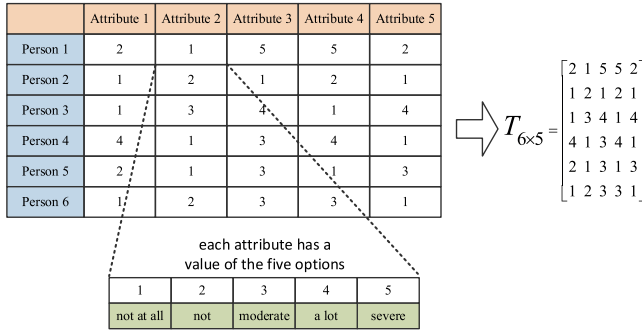 Attribute 1 Attribute 2 Attribute 3 Attribute 4 Attribute 5
Person 1 2 1 5 5 2
Person 2 1 2 1 2 1
Person 3 1 3 4 1 4
Person 4 4 1 3 4 1
Person 5 2 1 3 1 3
Person 6 1 2 3 3 1
T6×5 =
2 1 5 5 2
1 2 1 2 1
1 3 4 1 4
4 1 3 4 1
2 1 3 1 3
1 2 3 3 1
each attribute has a
value of the five options
1 2 3 4 5
not at all not moderate a lot severe